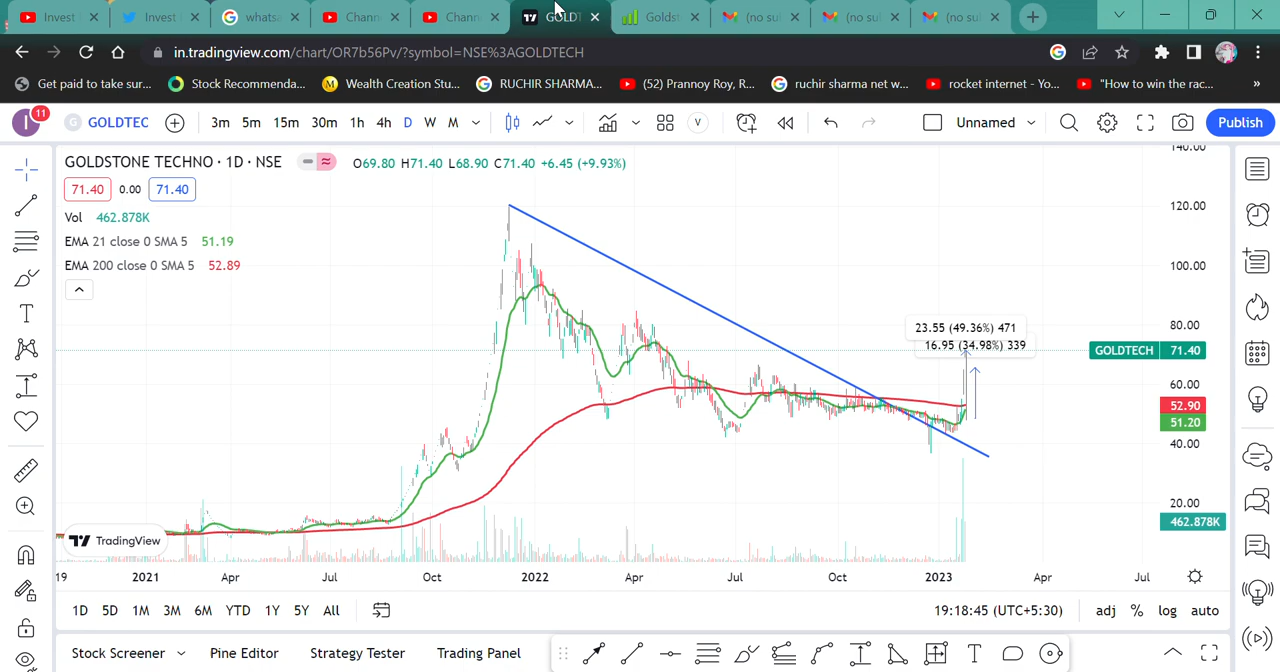 Invest
Invest
whats
Chann
Chann
GOLDT
Goldst
(no su
(no su
(no su
in.tradingview.com/chart/OR7b56Pv/?symbol=NSE%3AGOLDTECH
Get paid to take sur...
Stock Recommenda...
Wealth Creation Stu...
RUCHIR SHARMA...
(52) Prannoy Roy, R...
ruchir sharma net w...
rocket internet - Yo...
"How to win the rac...
»
I
11
G
GOLDTEC
3m
5m
15m
30m
1h
4h
D
W
M
V
Unnamed
Publish
GOLDSTONE TECHNO · 1D · NSE
O69.80 H71.40 L68.90 C71.40 +6.45 (+9.93%)
71.40
0.00
71.40
Vol 462.878K
EMA 21 close 0 SMA 5 51.19
EMA 200 close 0 SMA 5 52.89
140.00
120.00
100.00
80.00
23.55 (49.36%) 471
16.95 (34.98%) 339
GOLDTECH 71.40
60.00
52.90
51.20
40.00
20.00
462.878K
TradingView
19
2021
Apr
Jul
Oct
2022
Apr
Jul
Oct
2023
Apr
Jul
1D
5D
1M
3M
6M
YTD
1Y
5Y
All
19:18:45 (UTC+5:30)
adj
%
log
auto
Stock Screener
Pine Editor
Strategy Tester
Trading Panel